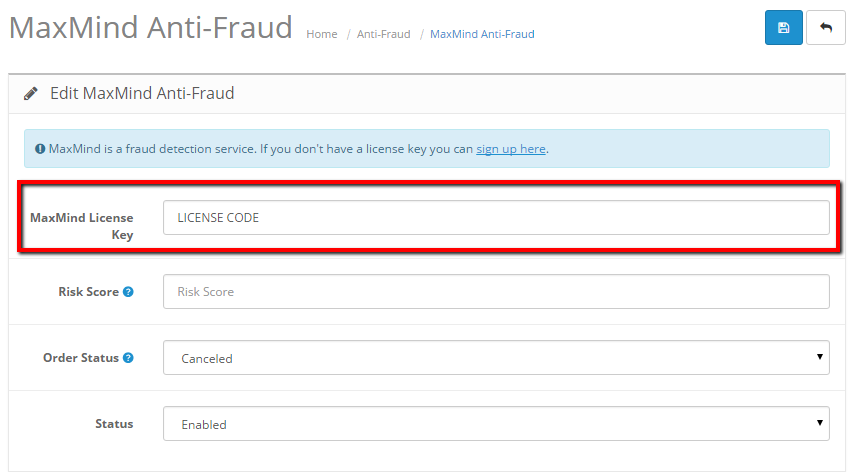 MaxMind Anti-Fraud Home / Anti-Fraud / MaxMind Anti-Fraud
Edit MaxMind Anti-Fraud
MaxMind is a fraud detection service. If you don't have a license key you can sign up here.
MaxMind License
Key
LICENSE CODE
Risk Score ? Risk Score
Order Status ? Canceled
Status Enabled